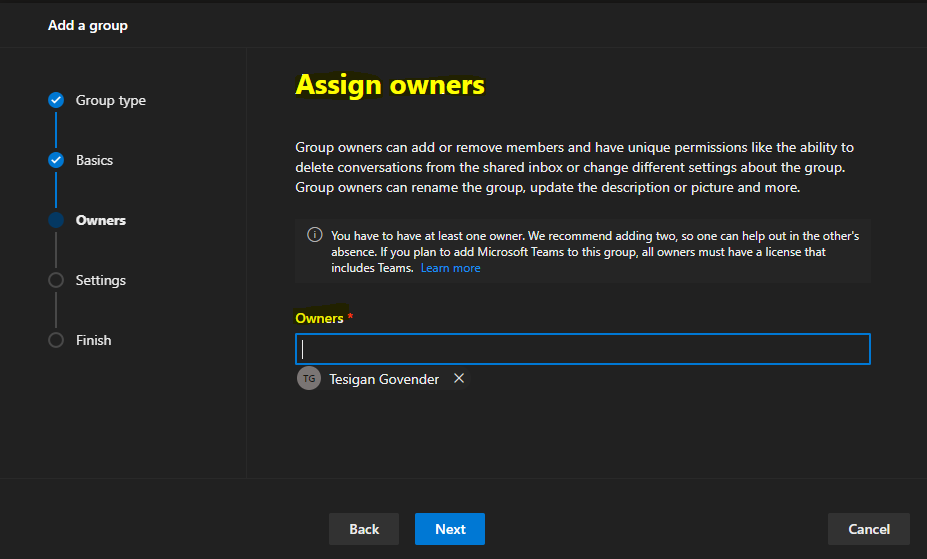 Add a group
Group type
Basics
Owners
Settings
Finish
Assign owners
Group owners can add or remove members and have unique permissions like the ability to
delete conversations from the shared inbox or change different settings about the group.
Group owners can rename the group, update the description or picture and more.
You have to have at least one owner. We recommend adding two, so one can help out in the other's
absence. If you plan to add Microsoft Teams to this group, all owners must have a license that
includes Teams. Learn more
Owners *
TG Tesigan Govender
Back
Next
Cancel